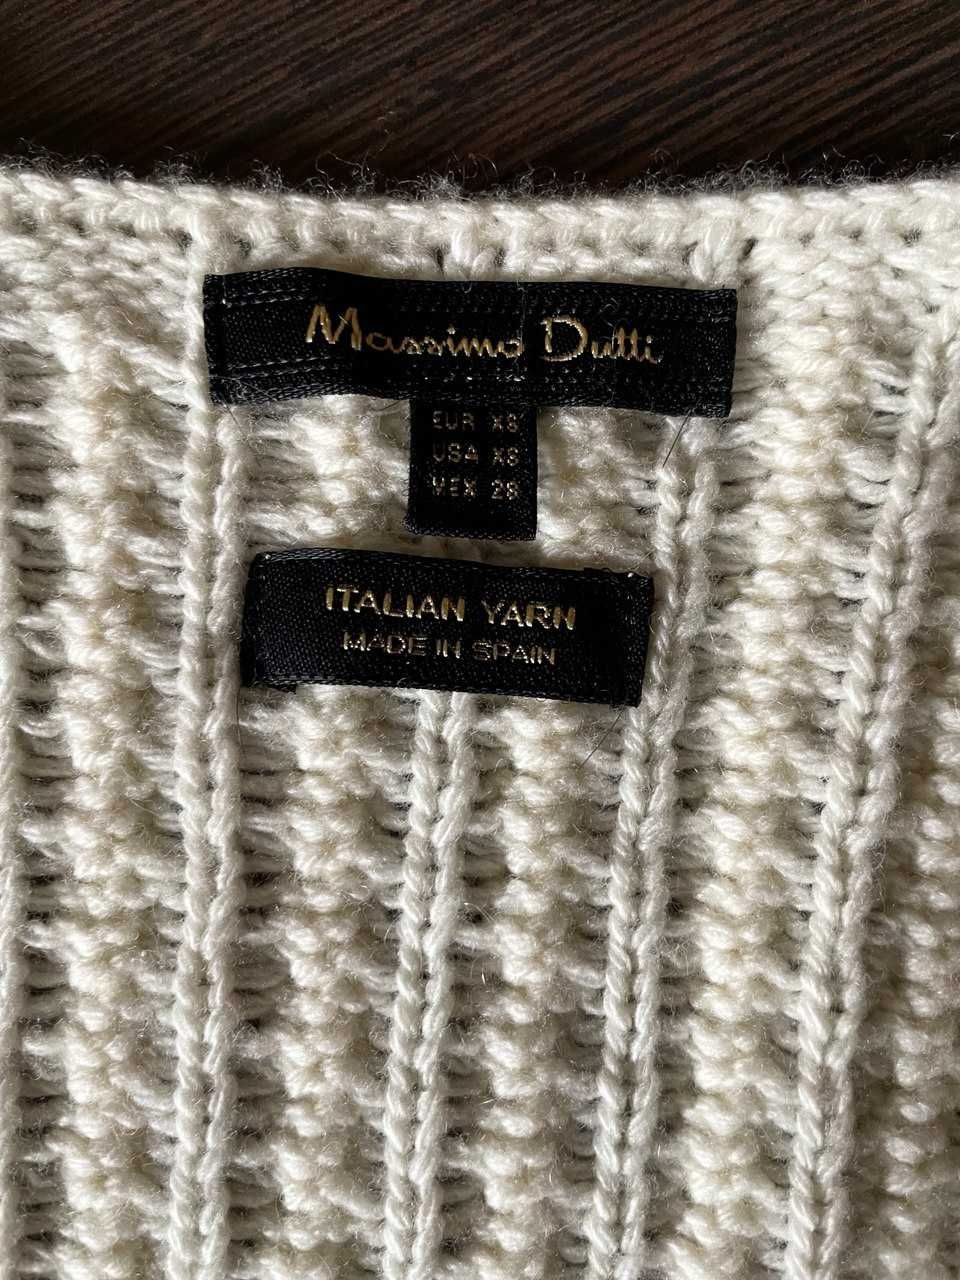 Massimo Dutti
EUR XS
USA XS
MEX 26
ITALIAN YARN
MADE IN SPAIN